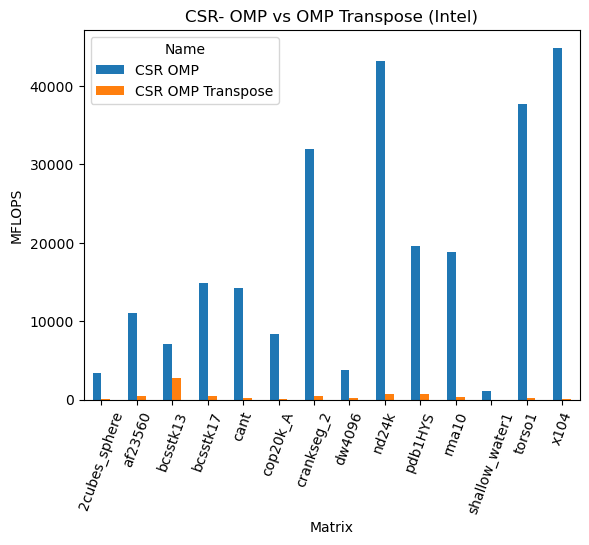 CSR- OMP vs OMP Transpose (Intel)
Name
CSR OMP
CSR OMP Transpose
MFLOPS
40000
30000
20000
10000
0
2cubes_sphere
af23560
bcsstk13
bcsstk17
cant
cop20k_A
crankseg_2
dw4096
nd24k
pdb1HYS
rma10
shallow_water1
torso1
x104
Matrix